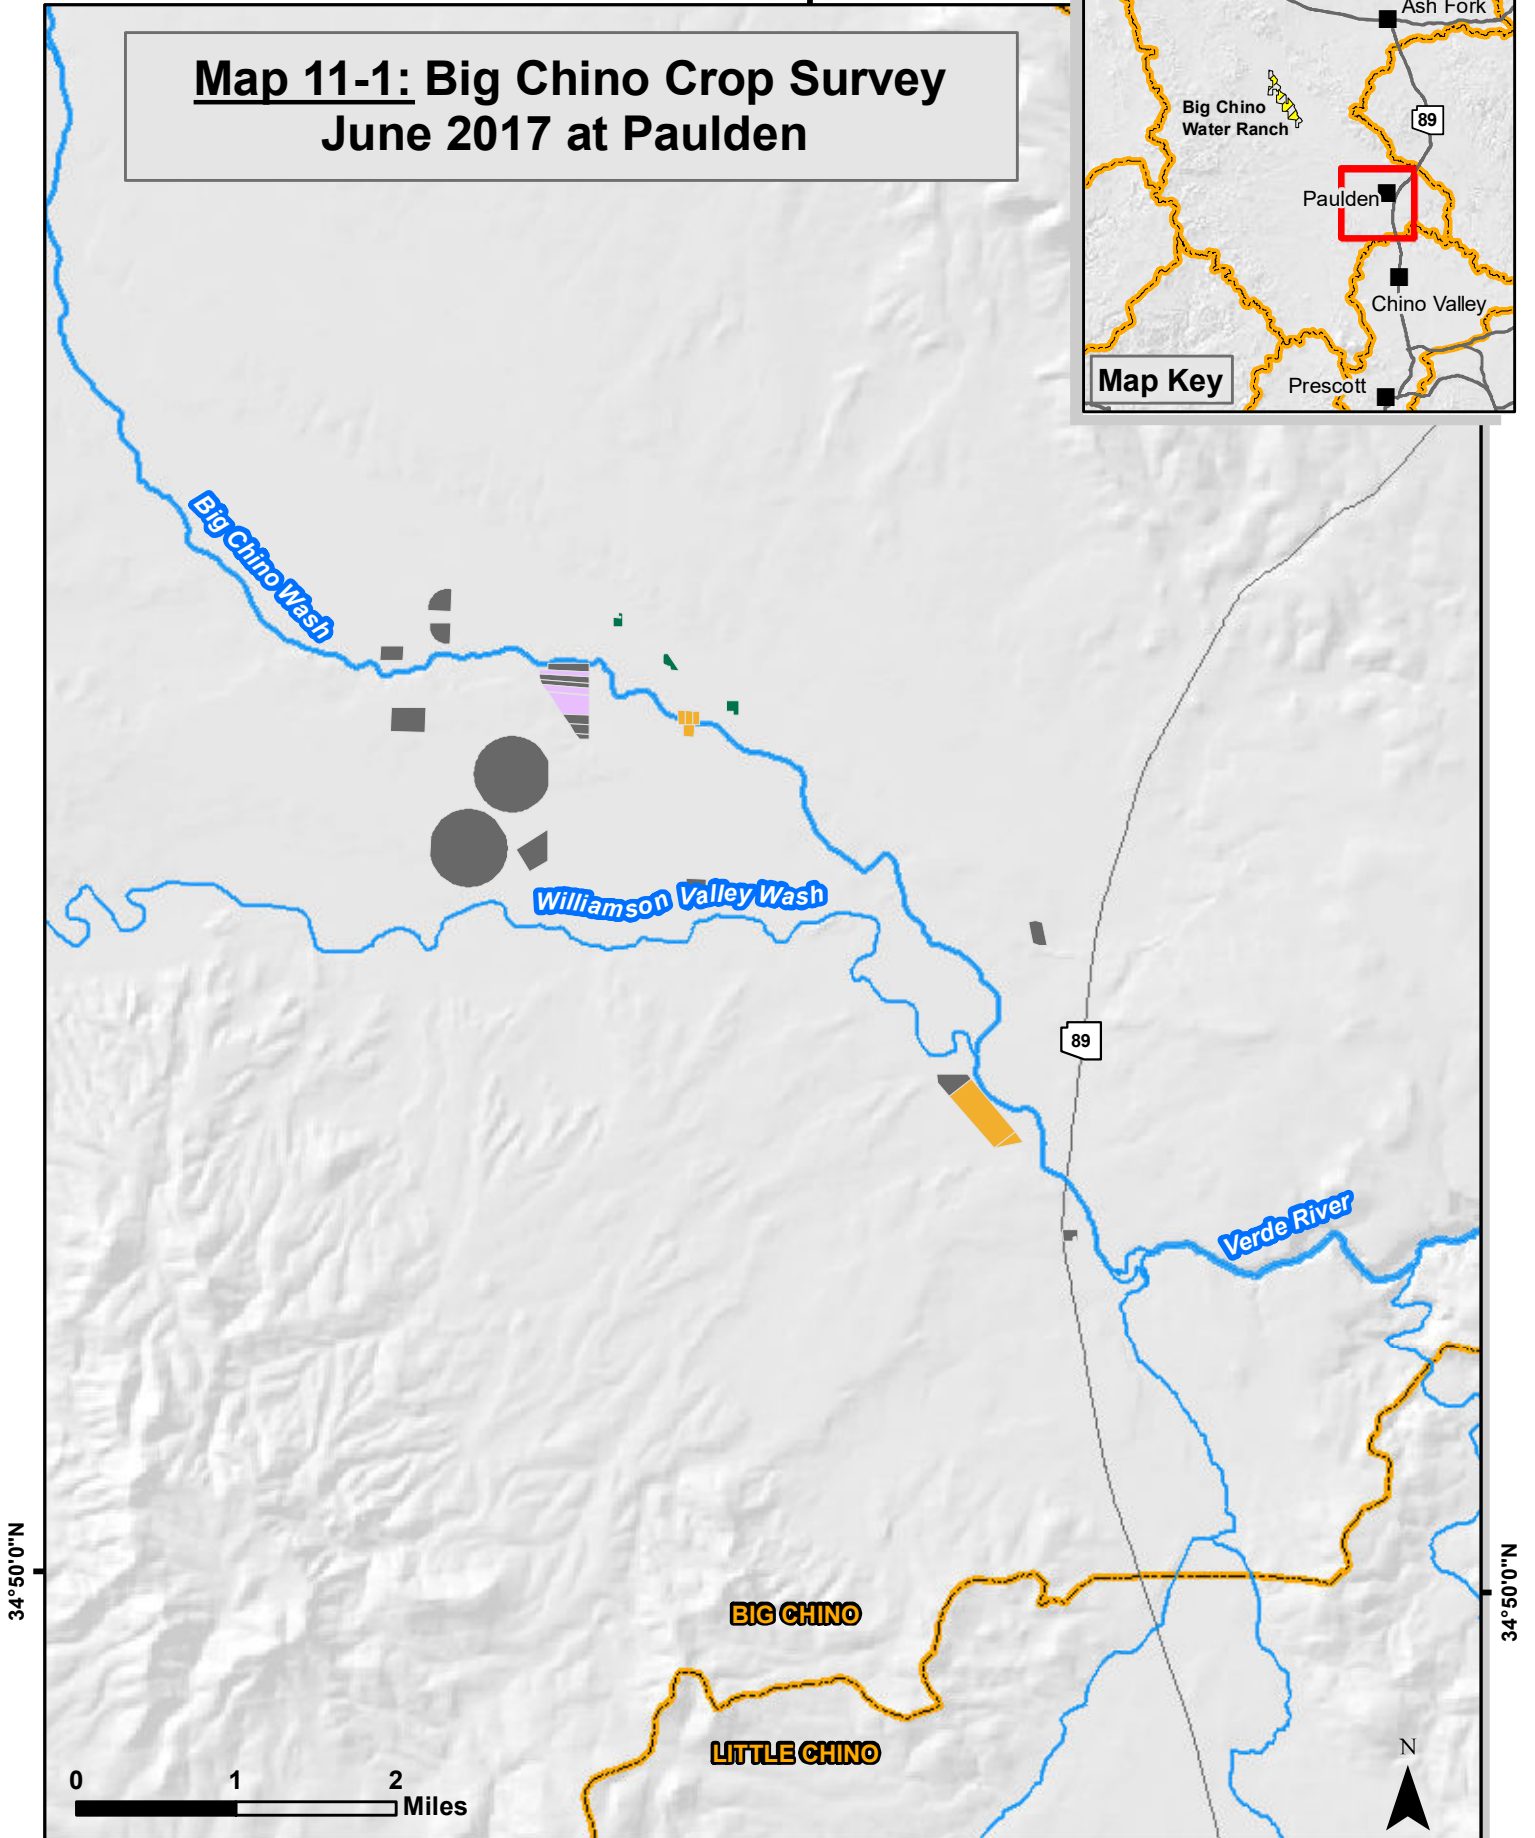 Map 11-1: Big Chino Crop Survey
June 2017 at Paulden
Ash Fork
Big Chino
Water Ranch
89
Paulden
Chino Valley
Map Key
Prescott
Big Chino Wash
Williamson Valley Wash
89
Verde River
34°50'0"N
34°50'0"N
BIG CHINO
LITTLE CHINO
N
0 1 2
Miles